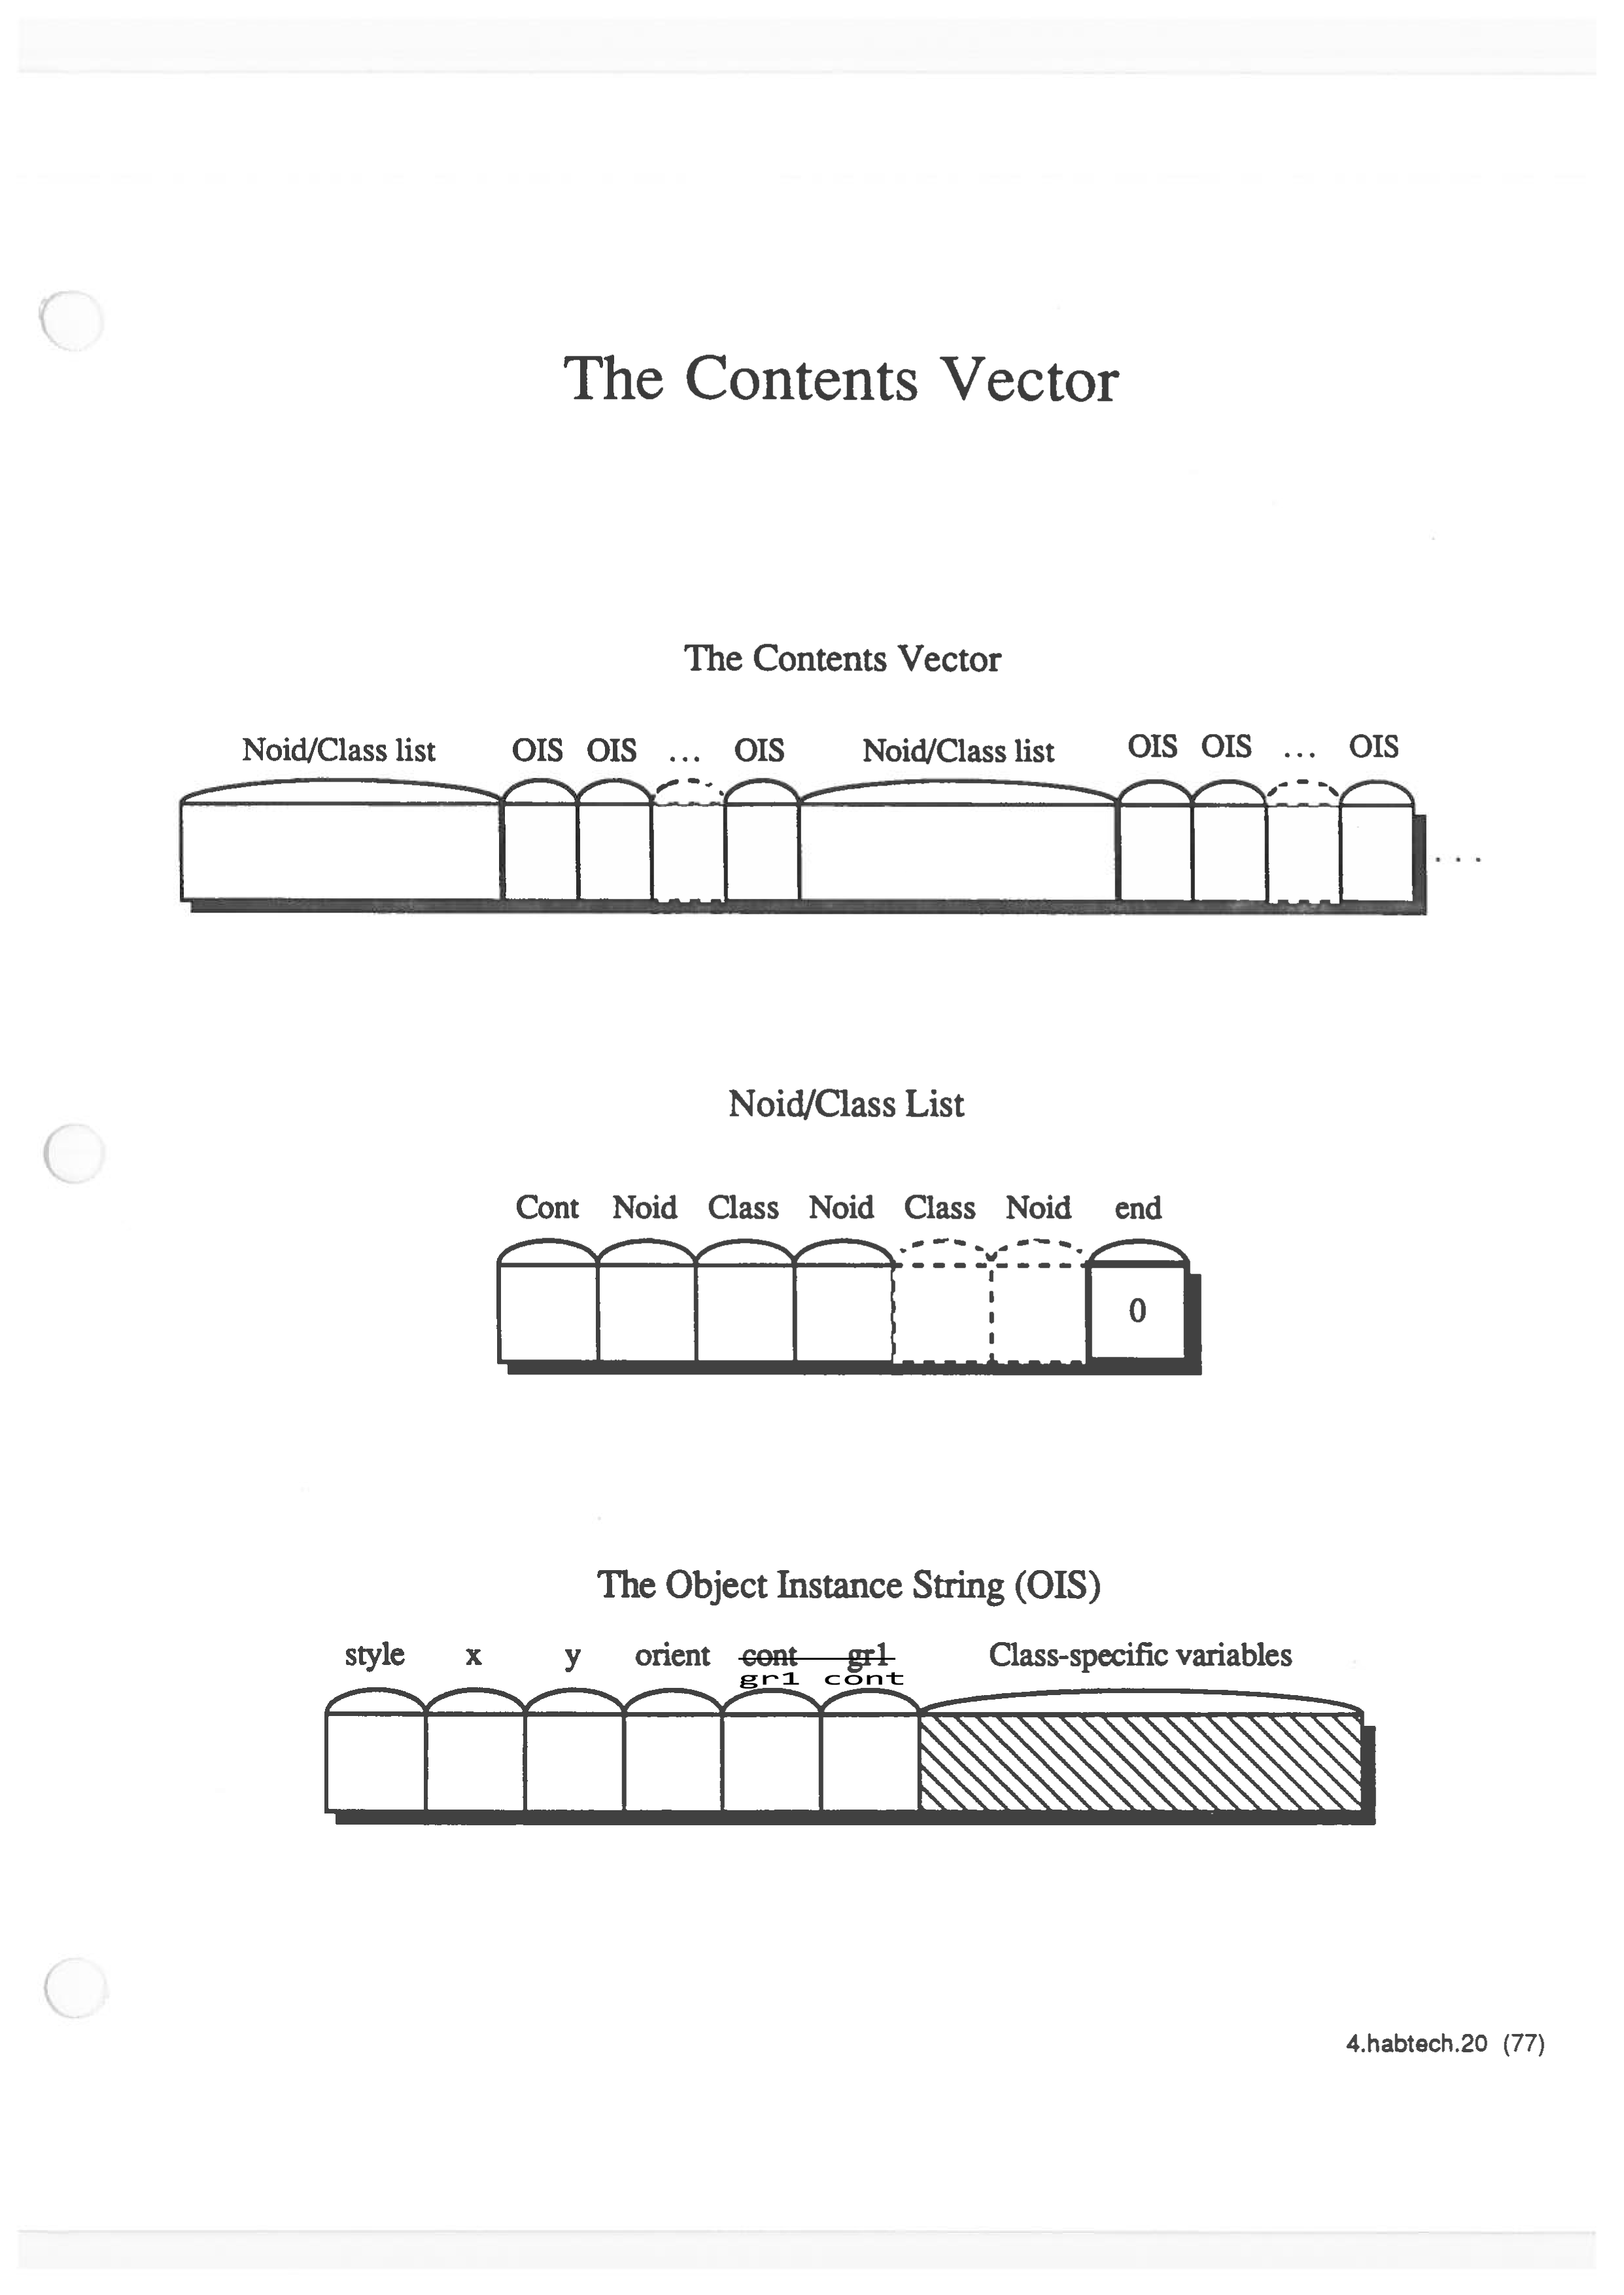 The Contents Vector
The Contents Vector
Noid/Class list OIS OIS ... OIS Noid/Class list OIS OIS ... OIS
. . .
Noid/Class List
Cont Noid Class Noid Class Noid end
0
The Object Instance String (OIS)
style x y orient cont gr1 Class-specific variables
gr1 cont
4.habtech.20 (77)